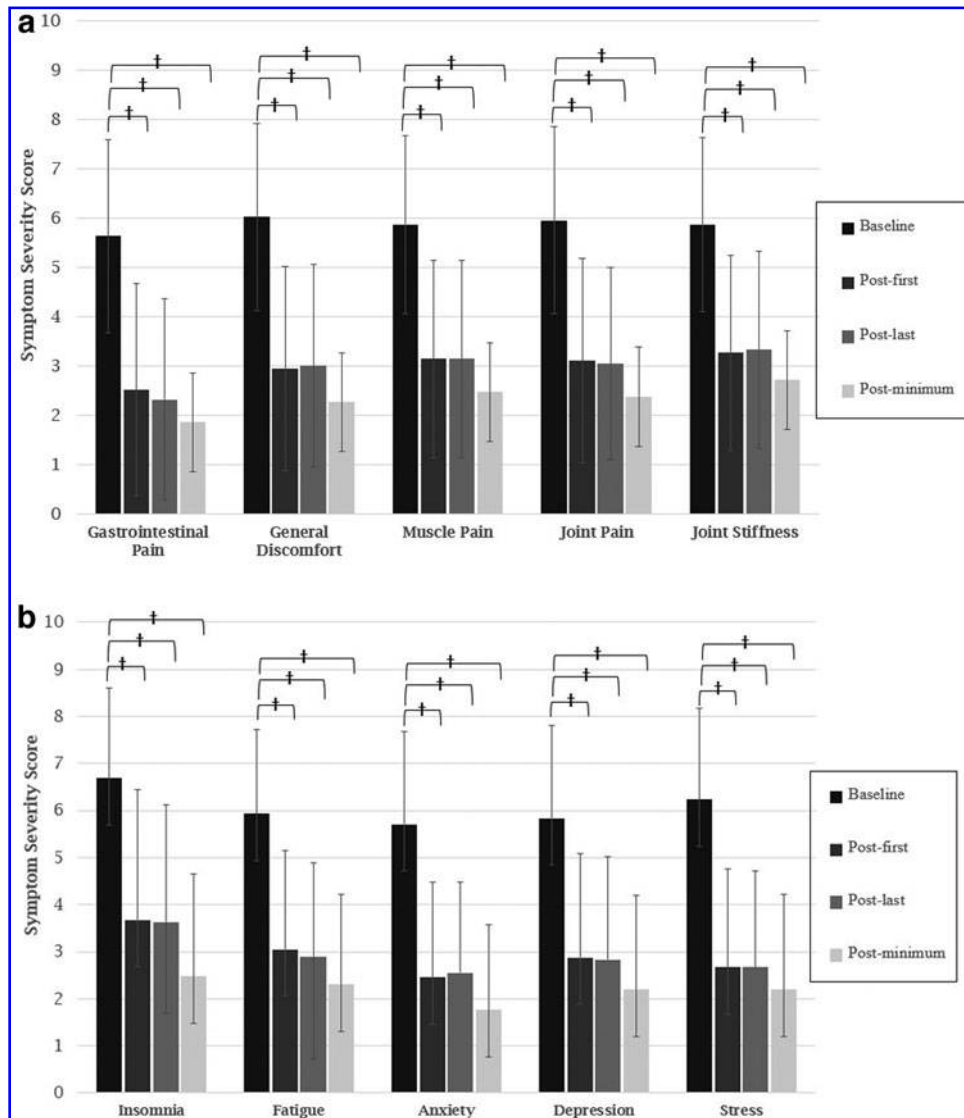 a
10
9
8
7
6
5
4
3
2
1
0
Symptom Severity Score
ǂ ǂ ǂ
ǂ ǂ ǂ
ǂ ǂ ǂ
ǂ ǂ ǂ
ǂ ǂ ǂ
Gastrointestinal
Pain
General
Discomfort
Muscle Pain
Joint Pain
Joint Stiffness
Baseline
Post-first
Post-last
Post-minimum
b
10
9
8
7
6
5
4
3
2
1
0
Symptom Severity Score
ǂ ǂ ǂ
ǂ ǂ ǂ
ǂ ǂ ǂ
ǂ ǂ ǂ
ǂ ǂ ǂ
Insomnia
Fatigue
Anxiety
Depression
Stress
Baseline
Post-first
Post-last
Post-minimum